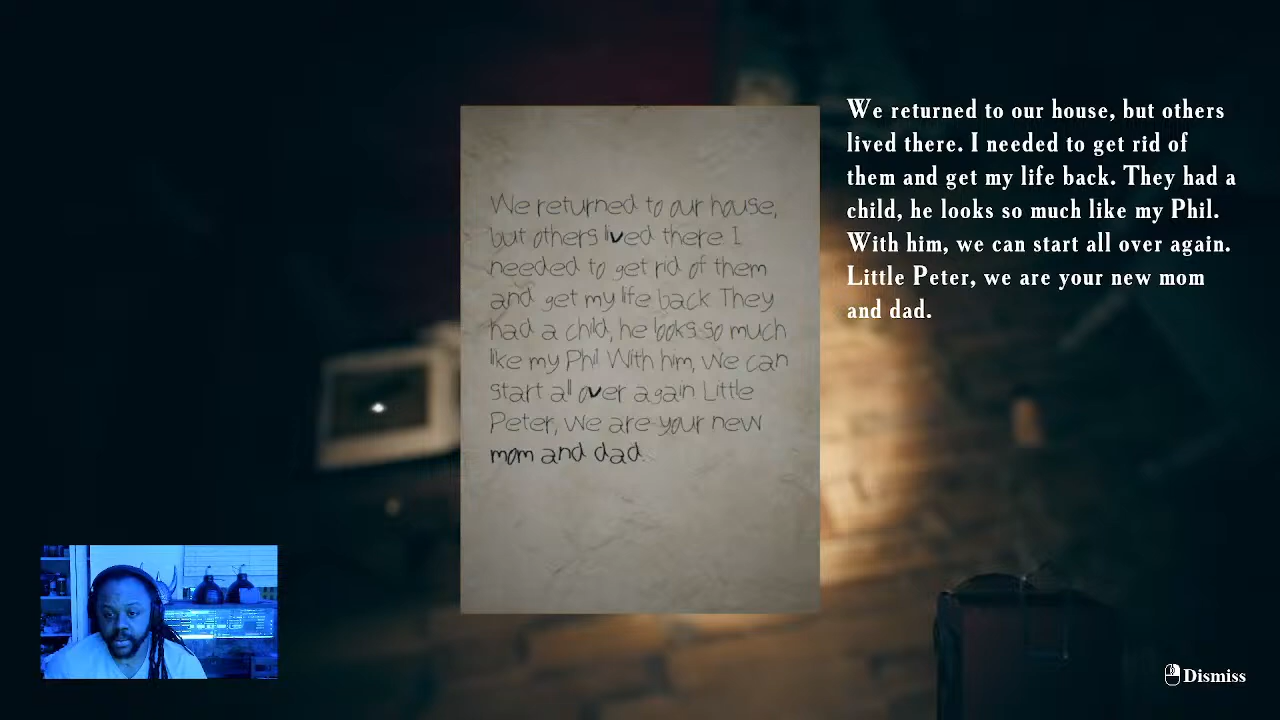 We returned to our house,
but others lived there I
needed to get rid of them
and get my life back They
had a child, he looks so much
like my Phil With him, we can
start all over again Little
Peter, we are your new
mom and dad.
We returned to our house, but others
lived there. I needed to get rid of
them and get my life back. They had a
child, he looks so much like my Phil.
With him, we can start all over again.
Little Peter, we are your new mom
and dad.
Dismiss